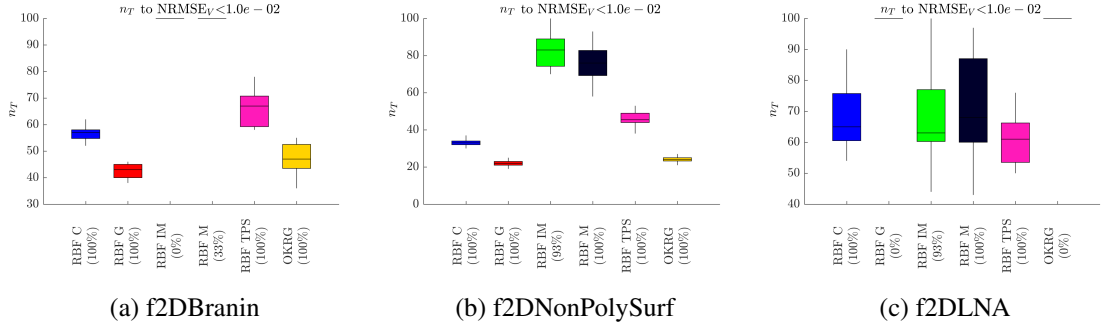 n_T to NRMSE_V<1.0e − 02
100
90
80
70
60
50
40
30
n_T
RBF C (100%)
RBF G (100%)
RBF IM (0%)
RBF M (33%)
RBF TPS (100%)
OKRG (100%)
(a) f2DBranin
n_T to NRMSE_V<1.0e − 02
100
80
60
40
20
0
n_T
RBF C (100%)
RBF G (100%)
RBF IM (93%)
RBF M (100%)
RBF TPS (100%)
OKRG (100%)
(b) f2DNonPolySurf
n_T to NRMSE_V<1.0e − 02
100
90
80
70
60
50
40
n_T
RBF C (100%)
RBF G (0%)
RBF IM (93%)
RBF M (100%)
RBF TPS (100%)
OKRG (0%)
(c) f2DLNA